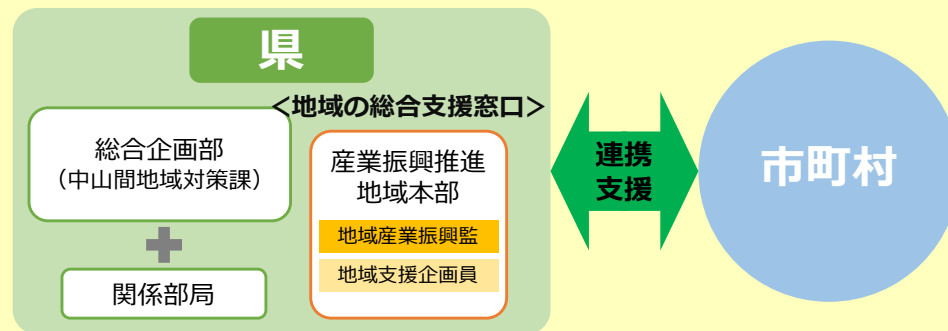 県
<地域の総合支援窓口>
総合企画部
（中山間地域対策課）
関係部局
産業振興推進
地域本部
地域産業振興監
地域支援企画員
連携
支援
市町村